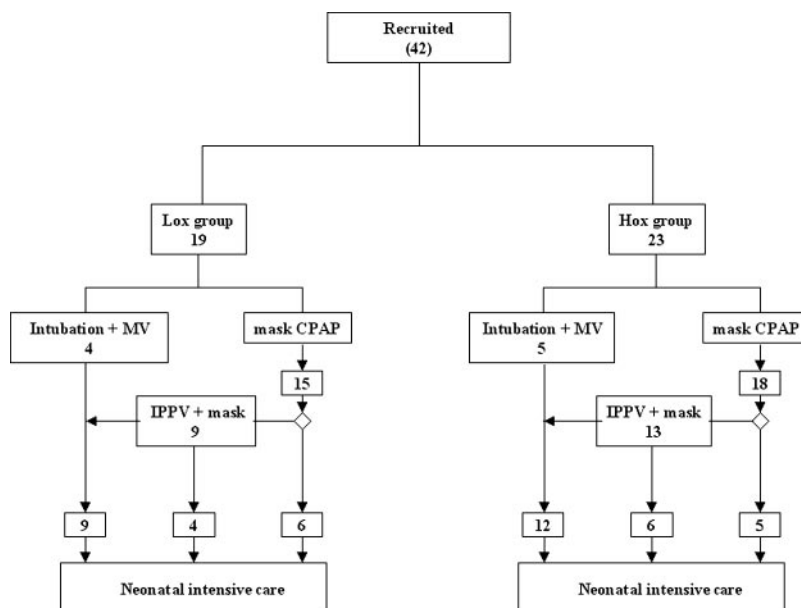 Recruited
(42)
Lox group
19
Hox group
23
Intubation + MV
4
mask CPAP
Intubation + MV
5
mask CPAP
15
18
IPPV + mask
9
IPPV + mask
13
9
4
6
12
6
5
Neonatal intensive care
Neonatal intensive care